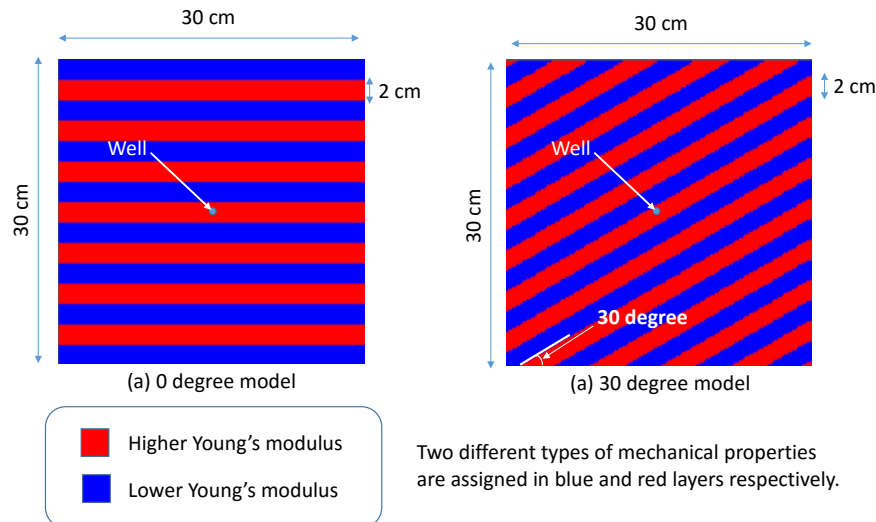 30 cm
30 cm
2 cm
Well
30 cm
(a) 0 degree model
30 cm
2 cm
Well
30 cm
30 degree
(a) 30 degree model
Higher Young's modulus
Lower Young's modulus
Two different types of mechanical properties
are assigned in blue and red layers respectively.